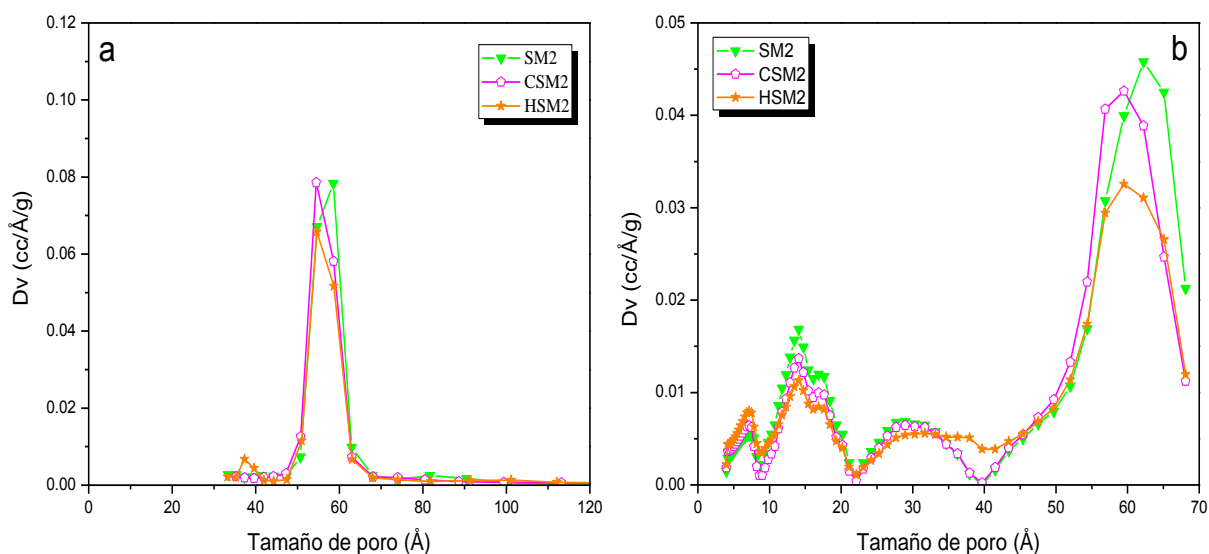 a
SM2
CSM2
HSM2
Dv (cc/Å/g)
0.12
0.10
0.08
0.06
0.04
0.02
0.00
0 20 40 60 80 100 120
Tamaño de poro (Å)
b
SM2
CSM2
HSM2
Dv (cc/Å/g)
0.05
0.04
0.03
0.02
0.01
0.00
0 10 20 30 40 50 60 70
Tamaño de poro (Å)